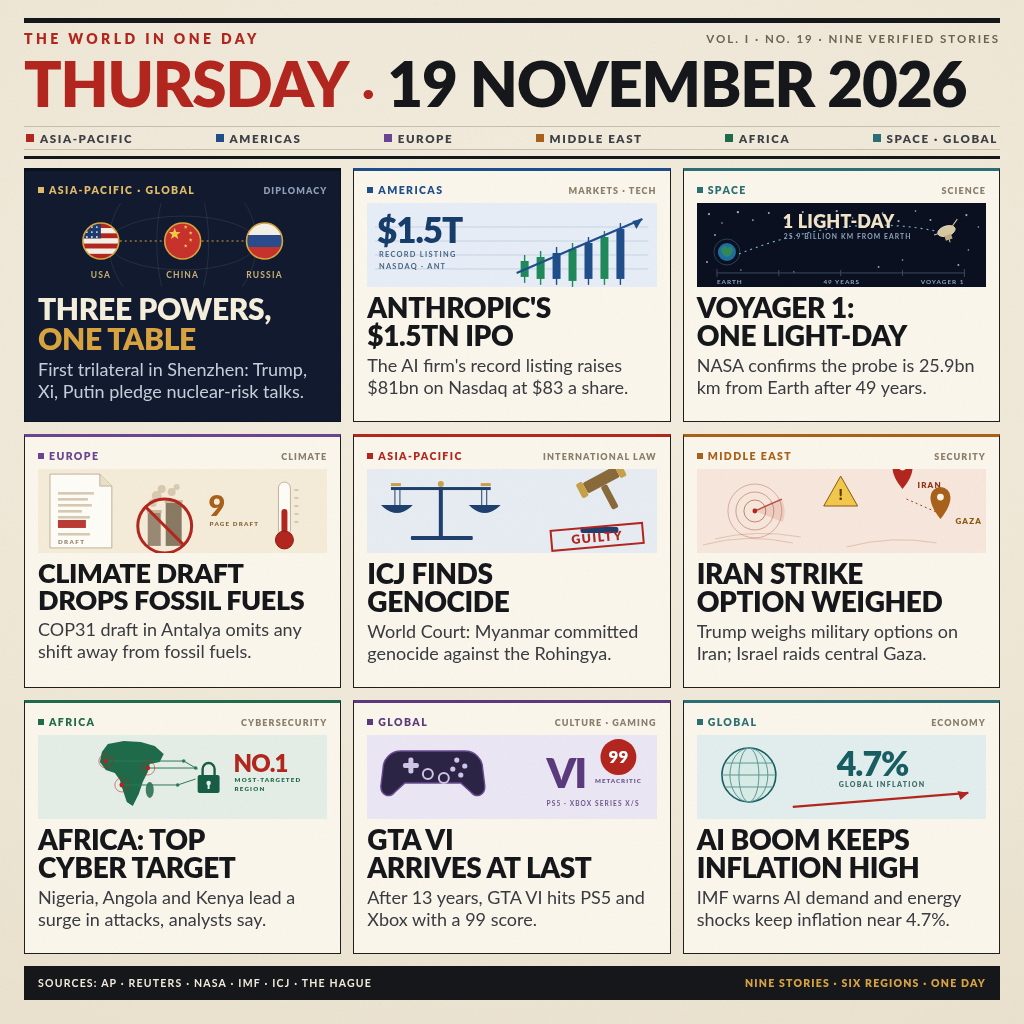 THE WORLD IN ONE DAY
VOL. I · NO. 19 · NINE VERIFIED STORIES
THURSDAY · 19 NOVEMBER 2026
ASIA-PACIFIC
AMERICAS
EUROPE
MIDDLE EAST
AFRICA
SPACE · GLOBAL
ASIA-PACIFIC · GLOBAL
DIPLOMACY
USA
CHINA
RUSSIA
THREE POWERS,
ONE TABLE
First trilateral in Shenzhen: Trump,
Xi, Putin pledge nuclear-risk talks.
AMERICAS
MARKETS · TECH
$1.5T
RECORD LISTING
NASDAQ · ANT
ANTHROPIC'S
$1.5TN IPO
The AI firm's record listing raises
$81bn on Nasdaq at $83 a share.
SPACE
SCIENCE
1 LIGHT-DAY
25.9 BILLION KM FROM EARTH
EARTH
49 YEARS
VOYAGER 1
VOYAGER 1:
ONE LIGHT-DAY
NASA confirms the probe is 25.9bn
km from Earth after 49 years.
EUROPE
CLIMATE
DRAFT
9
PAGE DRAFT
CLIMATE DRAFT
DROPS FOSSIL FUELS
COP31 draft in Antalya omits any
shift away from fossil fuels.
ASIA-PACIFIC
INTERNATIONAL LAW
GUILTY
ICJ FINDS
GENOCIDE
World Court: Myanmar committed
genocide against the Rohingya.
MIDDLE EAST
SECURITY
!
IRAN
GAZA
IRAN STRIKE
OPTION WEIGHED
Trump weighs military options on
Iran; Israel raids central Gaza.
AFRICA
CYBERSECURITY
NO.1
MOST-TARGETED
REGION
AFRICA: TOP
CYBER TARGET
Nigeria, Angola and Kenya lead a
surge in attacks, analysts say.
GLOBAL
CULTURE · GAMING
VI
99
METACRITIC
PS5 · XBOX SERIES X/S
GTA VI
ARRIVES AT LAST
After 13 years, GTA VI hits PS5 and
Xbox with a 99 score.
GLOBAL
ECONOMY
4.7%
GLOBAL INFLATION
AI BOOM KEEPS
INFLATION HIGH
IMF warns AI demand and energy
shocks keep inflation near 4.7%.
SOURCES: AP · REUTERS · NASA · IMF · ICJ · THE HAGUE
NINE STORIES · SIX REGIONS · ONE DAY